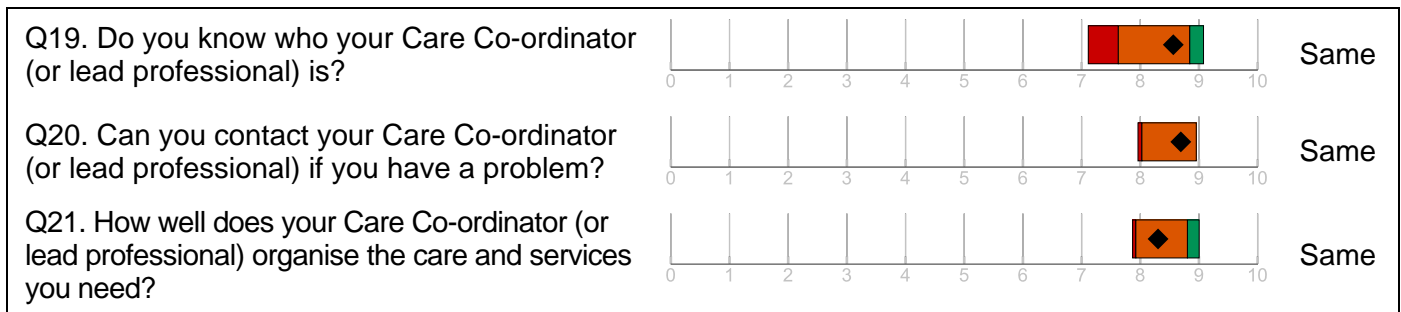 Q19. Do you know who your Care Co-ordinator
(or lead professional) is?
0 1 2 3 4 5 6 7 8 9 10
Same
Q20. Can you contact your Care Co-ordinator
(or lead professional) if you have a problem?
0 1 2 3 4 5 6 7 8 9 10
Same
Q21. How well does your Care Co-ordinator (or
lead professional) organise the care and services
you need?
0 1 2 3 4 5 6 7 8 9 10
Same